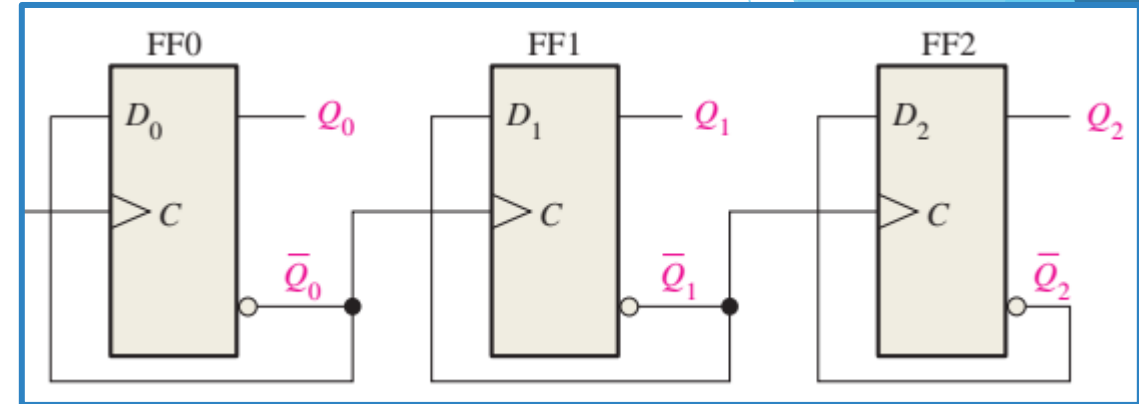 FF0 FF1 FF2
D₀ Q₀ D₁ Q₁ D₂ Q₂
C C C
Q̅₀ Q̅₁ Q̅₂